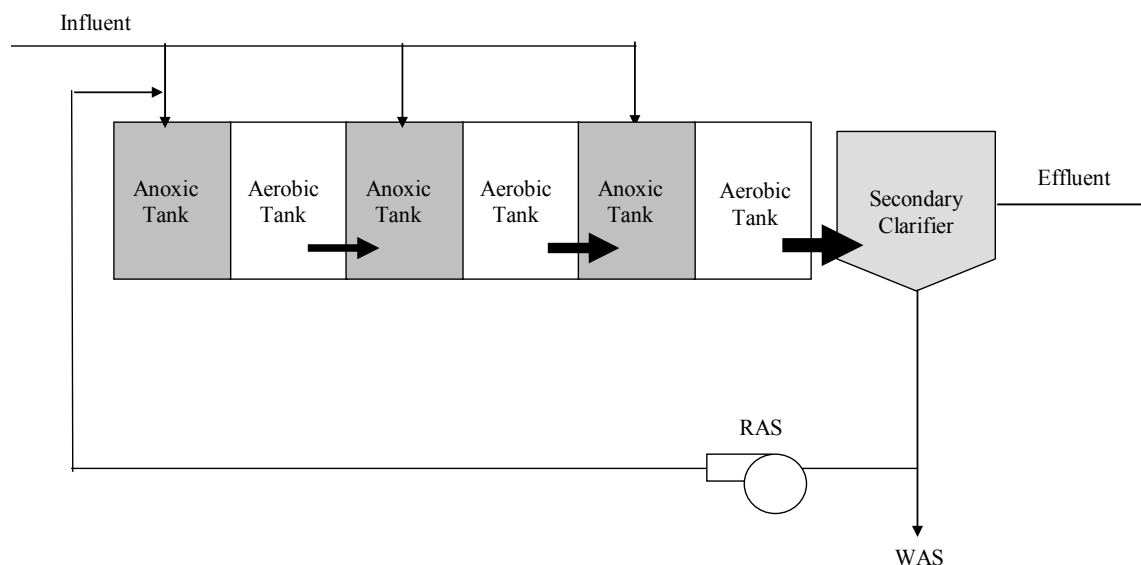 Influent
Anoxic
Tank
Aerobic
Tank
Anoxic
Tank
Aerobic
Tank
Anoxic
Tank
Aerobic
Tank
Secondary
Clarifier
Effluent
RAS
WAS